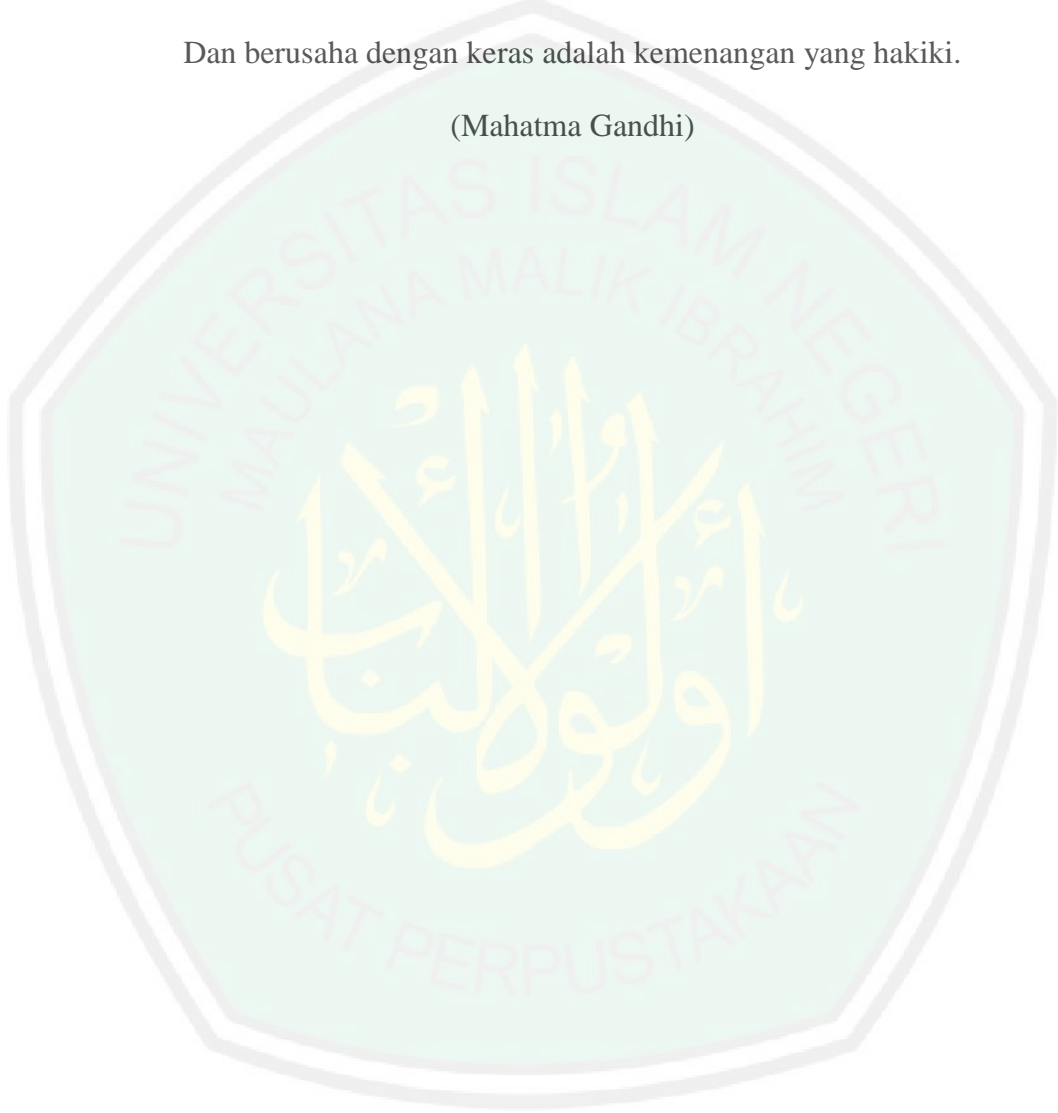 Dan berusaha dengan keras adalah kemenangan yang hakiki.
(Mahatma Gandhi)
UNIVERSITAS ISLAM NEGERI
MAULANA MALIK IBRAHIM
أولوا الألباب
PUSAT PERPUSTAKAAN